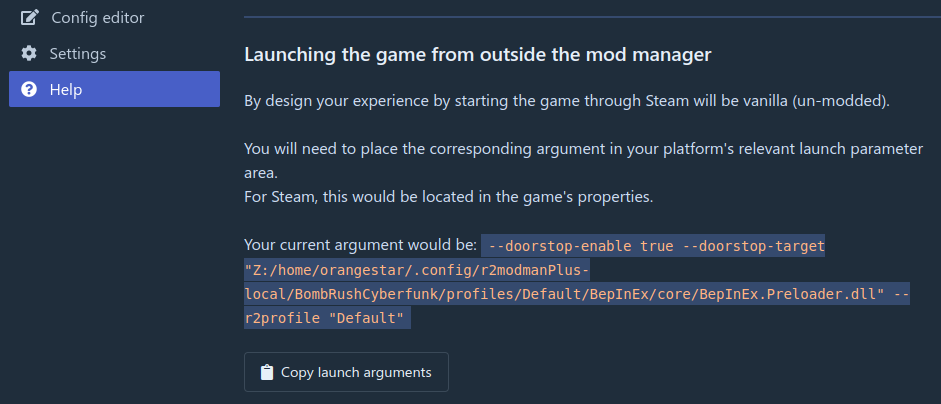 Config editor
Settings
Help
Launching the game from outside the mod manager
By design your experience by starting the game through Steam will be vanilla (un-modded).
You will need to place the corresponding argument in your platform's relevant launch parameter
area.
For Steam, this would be located in the game's properties.
Your current argument would be: --doorstop-enable true --doorstop-target
"Z:/home/orangestar/.config/r2modmanPlus-
local/BombRushCyberfunk/profiles/Default/BepInEx/core/BepInEx.Preloader.dll" --
r2profile "Default"
Copy launch arguments